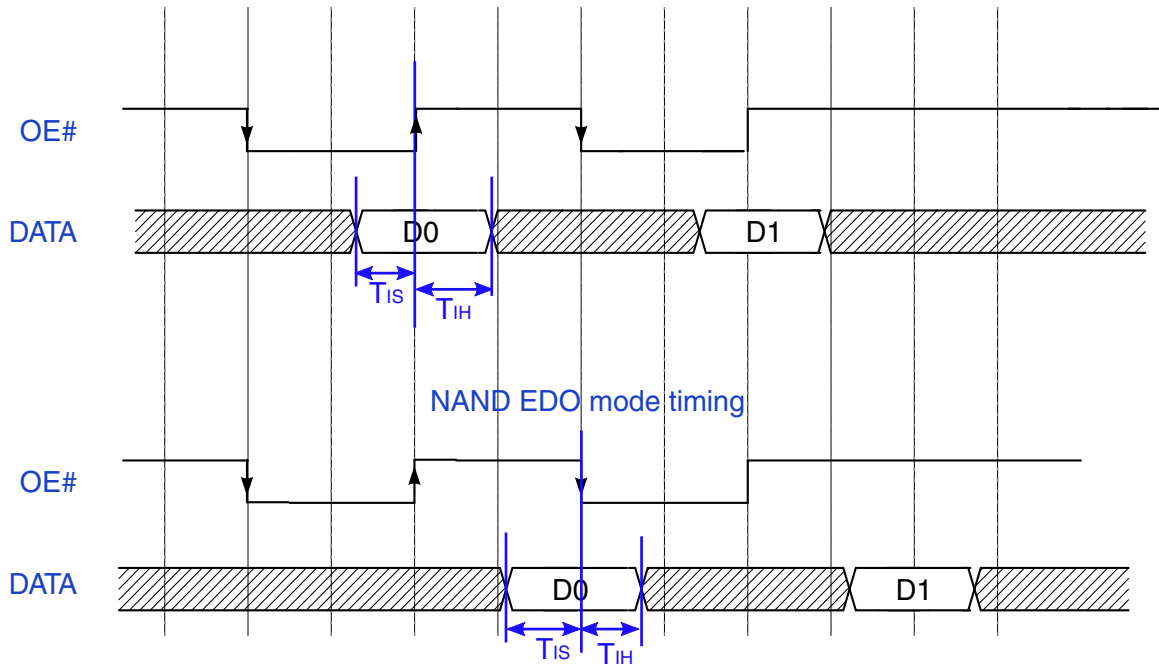 OE#
DATA
D0
D1
TIS
TIH
NAND EDO mode timing
OE#
DATA
D0
D1
TIS
TIH